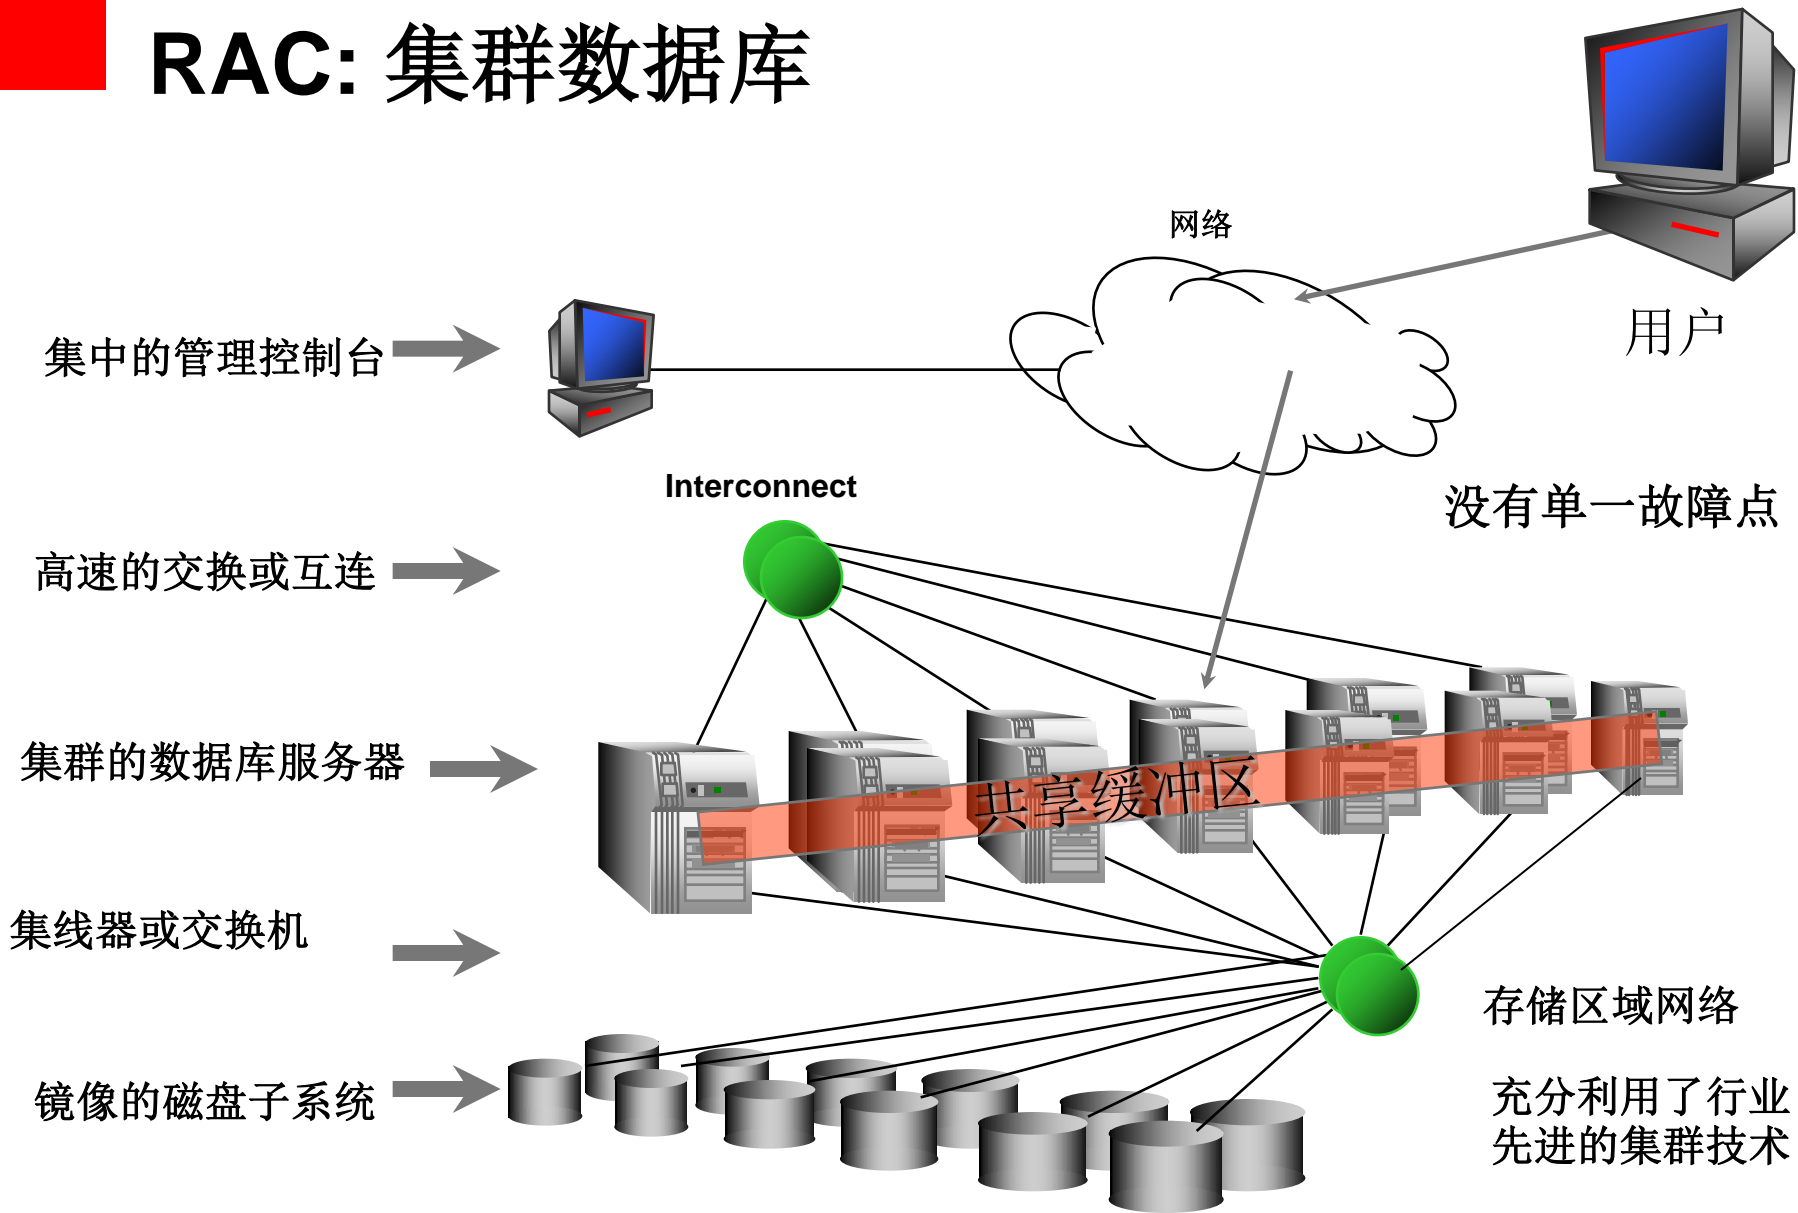 RAC: 集群数据库
网络
用户
集中的管理控制台
Interconnect
没有单一故障点
高速的交换或互连
集群的数据库服务器
共享缓冲区
集线器或交换机
存储区域网络
镜像的磁盘子系统
充分利用了行业
先进的集群技术